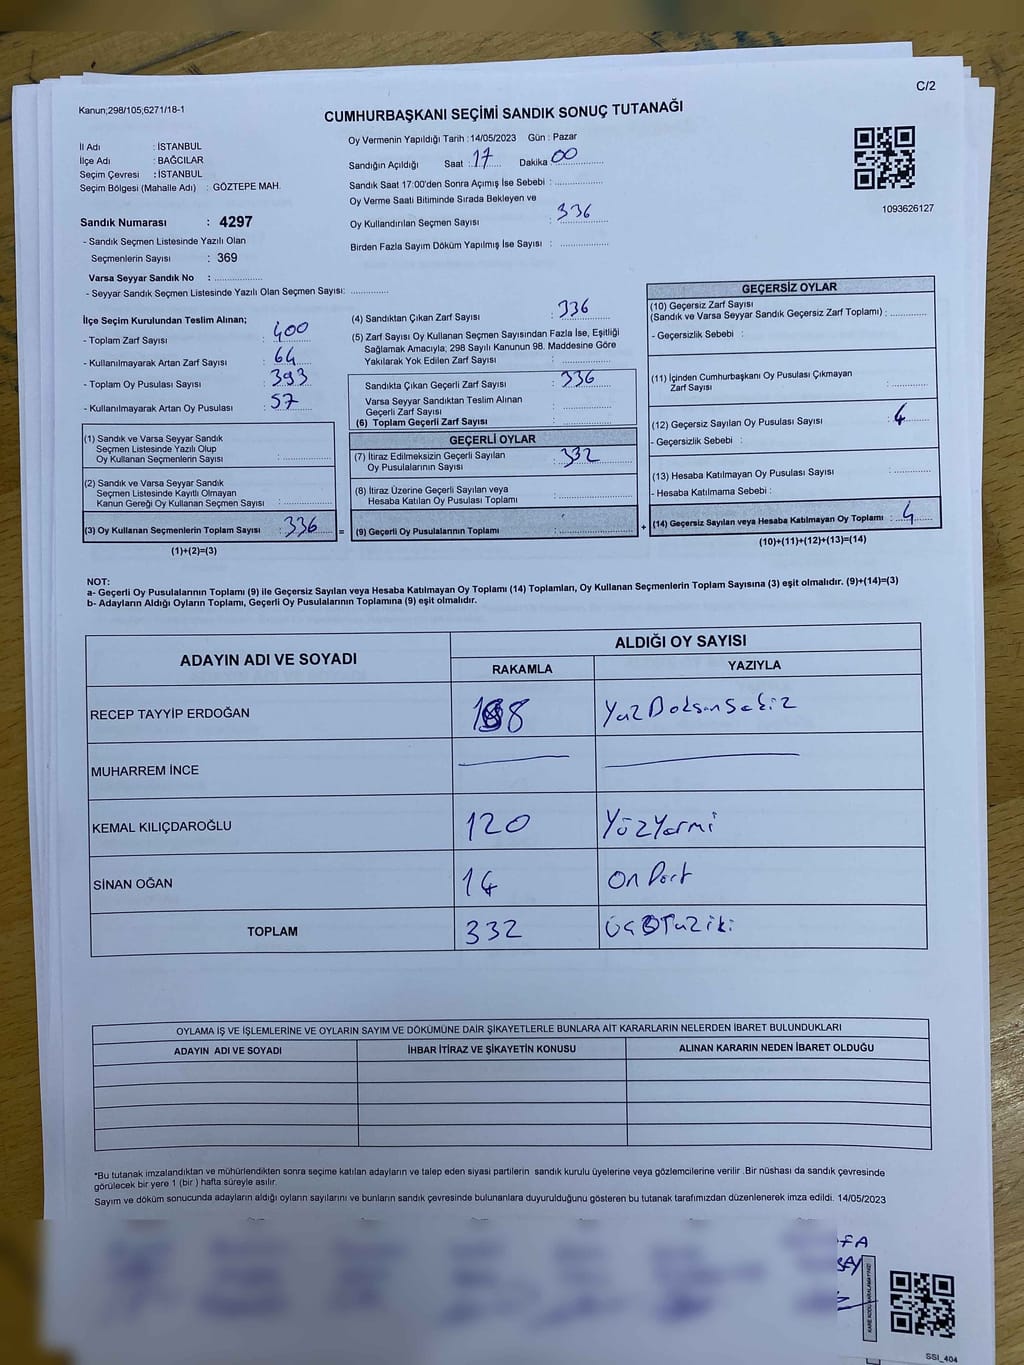 C/2
Kanun;298/105;6271/18-1
CUMHURBAŞKANI SEÇİMİ SANDIK SONUÇ TUTANAĞI
İl Adı : İSTANBUL
İlçe Adı : BAĞCILAR
Seçim Çevresi : İSTANBUL
Seçim Bölgesi (Mahalle Adı) : GÖZTEPE MAH.
Oy Vermenin Yapıldığı Tarih :14/05/2023 Gün : Pazar
Sandığın Açıldığı Saat : 17 Dakika 00
Sandık Saat 17:00'den Sonra Açımış İse Sebebi :
Oy Verme Saati Bitiminde Sırada Bekleyen ve
Oy Kullandırılan Seçmen Sayısı : 336
Birden Fazla Sayım Döküm Yapılmış İse Sayısı :
1093626127
Sandık Numarası : 4297
- Sandık Seçmen Listesinde Yazılı Olan
Seçmenlerin Sayısı : 369
Varsa Seyyar Sandık No :
- Seyyar Sandık Seçmen Listesinde Yazılı Olan Seçmen Sayısı:
İlçe Seçim Kurulundan Teslim Alınan;
- Toplam Zarf Sayısı : 400
- Kullanılmayarak Artan Zarf Sayısı : 64
- Toplam Oy Pusulası Sayısı : 393
- Kullanılmayarak Artan Oy Pusulası : 57
(1) Sandık ve Varsa Seyyar Sandık
Seçmen Listesinde Yazılı Olup
Oy Kullanan Seçmenlerin Sayısı :
(2) Sandık ve Varsa Seyyar Sandık
Seçmen Listesinde Kayıtlı Olmayan
Kanun Gereği Oy Kullanan Seçmen Sayısı :
(3) Oy Kullanan Seçmenlerin Toplam Sayısı : 336
(1)+(2)=(3)
(4) Sandıktan Çıkan Zarf Sayısı : 336
(5) Zarf Sayısı Oy Kullanan Seçmen Sayısından Fazla İse, Eşitliği
Sağlamak Amacıyla; 298 Sayılı Kanunun 98. Maddesine Göre
Yakılarak Yok Edilen Zarf Sayısı :
Sandıkta Çıkan Geçerli Zarf Sayısı : 336
Varsa Seyyar Sandıktan Teslim Alınan
Geçerli Zarf Sayısı :
(6) Toplam Geçerli Zarf Sayısı :
GEÇERLİ OYLAR
(7) İtiraz Edilmeksizin Geçerli Sayılan
Oy Pusulalarının Sayısı : 332
(8) İtiraz Üzerine Geçerli Sayılan veya
Hesaba Katılan Oy Pusulası Toplamı :
= (9) Geçerli Oy Pusulalarının Toplamı :
GEÇERSİZ OYLAR
(10) Geçersiz Zarf Sayısı
(Sandık ve Varsa Seyyar Sandık Geçersiz Zarf Toplamı) :
- Geçersizlik Sebebi :
(11) İçinden Cumhurbaşkanı Oy Pusulası Çıkmayan
Zarf Sayısı :
(12) Geçersiz Sayılan Oy Pusulası Sayısı : 4
- Geçersizlik Sebebi :
(13) Hesaba Katılmayan Oy Pusulası Sayısı :
- Hesaba Katılmama Sebebi :
+ (14) Geçersiz Sayılan veya Hesaba Katılmayan Oy Toplamı : 4
(10)+(11)+(12)+(13)=(14)
NOT:
a- Geçerli Oy Pusulalarının Toplamı (9) ile Geçersiz Sayılan veya Hesaba Katılmayan Oy Toplamı (14) Toplamları, Oy Kullanan Seçmenlerin Toplam Sayısına (3) eşit olmalıdır. (9)+(14)=(3)
b- Adayların Aldığı Oyların Toplamı, Geçerli Oy Pusulalarının Toplamına (9) eşit olmalıdır.
ADAYIN ADI VE SOYADI
ALDIĞI OY SAYISI
RAKAMLA YAZIYLA
RECEP TAYYİP ERDOĞAN Yuz Doksan Sekiz
MUHARREM İNCE
KEMAL KILIÇDAROĞLU 120 YüzYirmi
SİNAN OĞAN 14 On Dört
TOPLAM 332
OYLAMA İŞ VE İŞLEMLERİNE VE OYLARIN SAYIM VE DÖKÜMÜNE DAİR ŞİKAYETLERLE BUNLARA AİT KARARLARIN NELERDEN İBARET BULUNDUKLARI
ADAYIN ADI VE SOYADI İHBAR İTİRAZ VE ŞİKAYETİN KONUSU ALINAN KARARIN NEDEN İBARET OLDUĞU
*Bu tutanak imzalandıktan ve mühürlendikten sonra seçime katılan adayların ve talep eden siyasi partilerin sandık kurulu üyelerine veya gözlemcilerine verilir .Bir nüshası da sandık çevresinde
görülecek bir yere 1 (bir ) hafta süreyle asılır.
Sayım ve döküm sonucunda adayların aldığı oyların sayılarını ve bunların sandık çevresinde bulunanlara duyurulduğunu gösteren bu tutanak tarafımızdan düzenlenerek imza edildi. 14/05/2023
FA
SSI_404